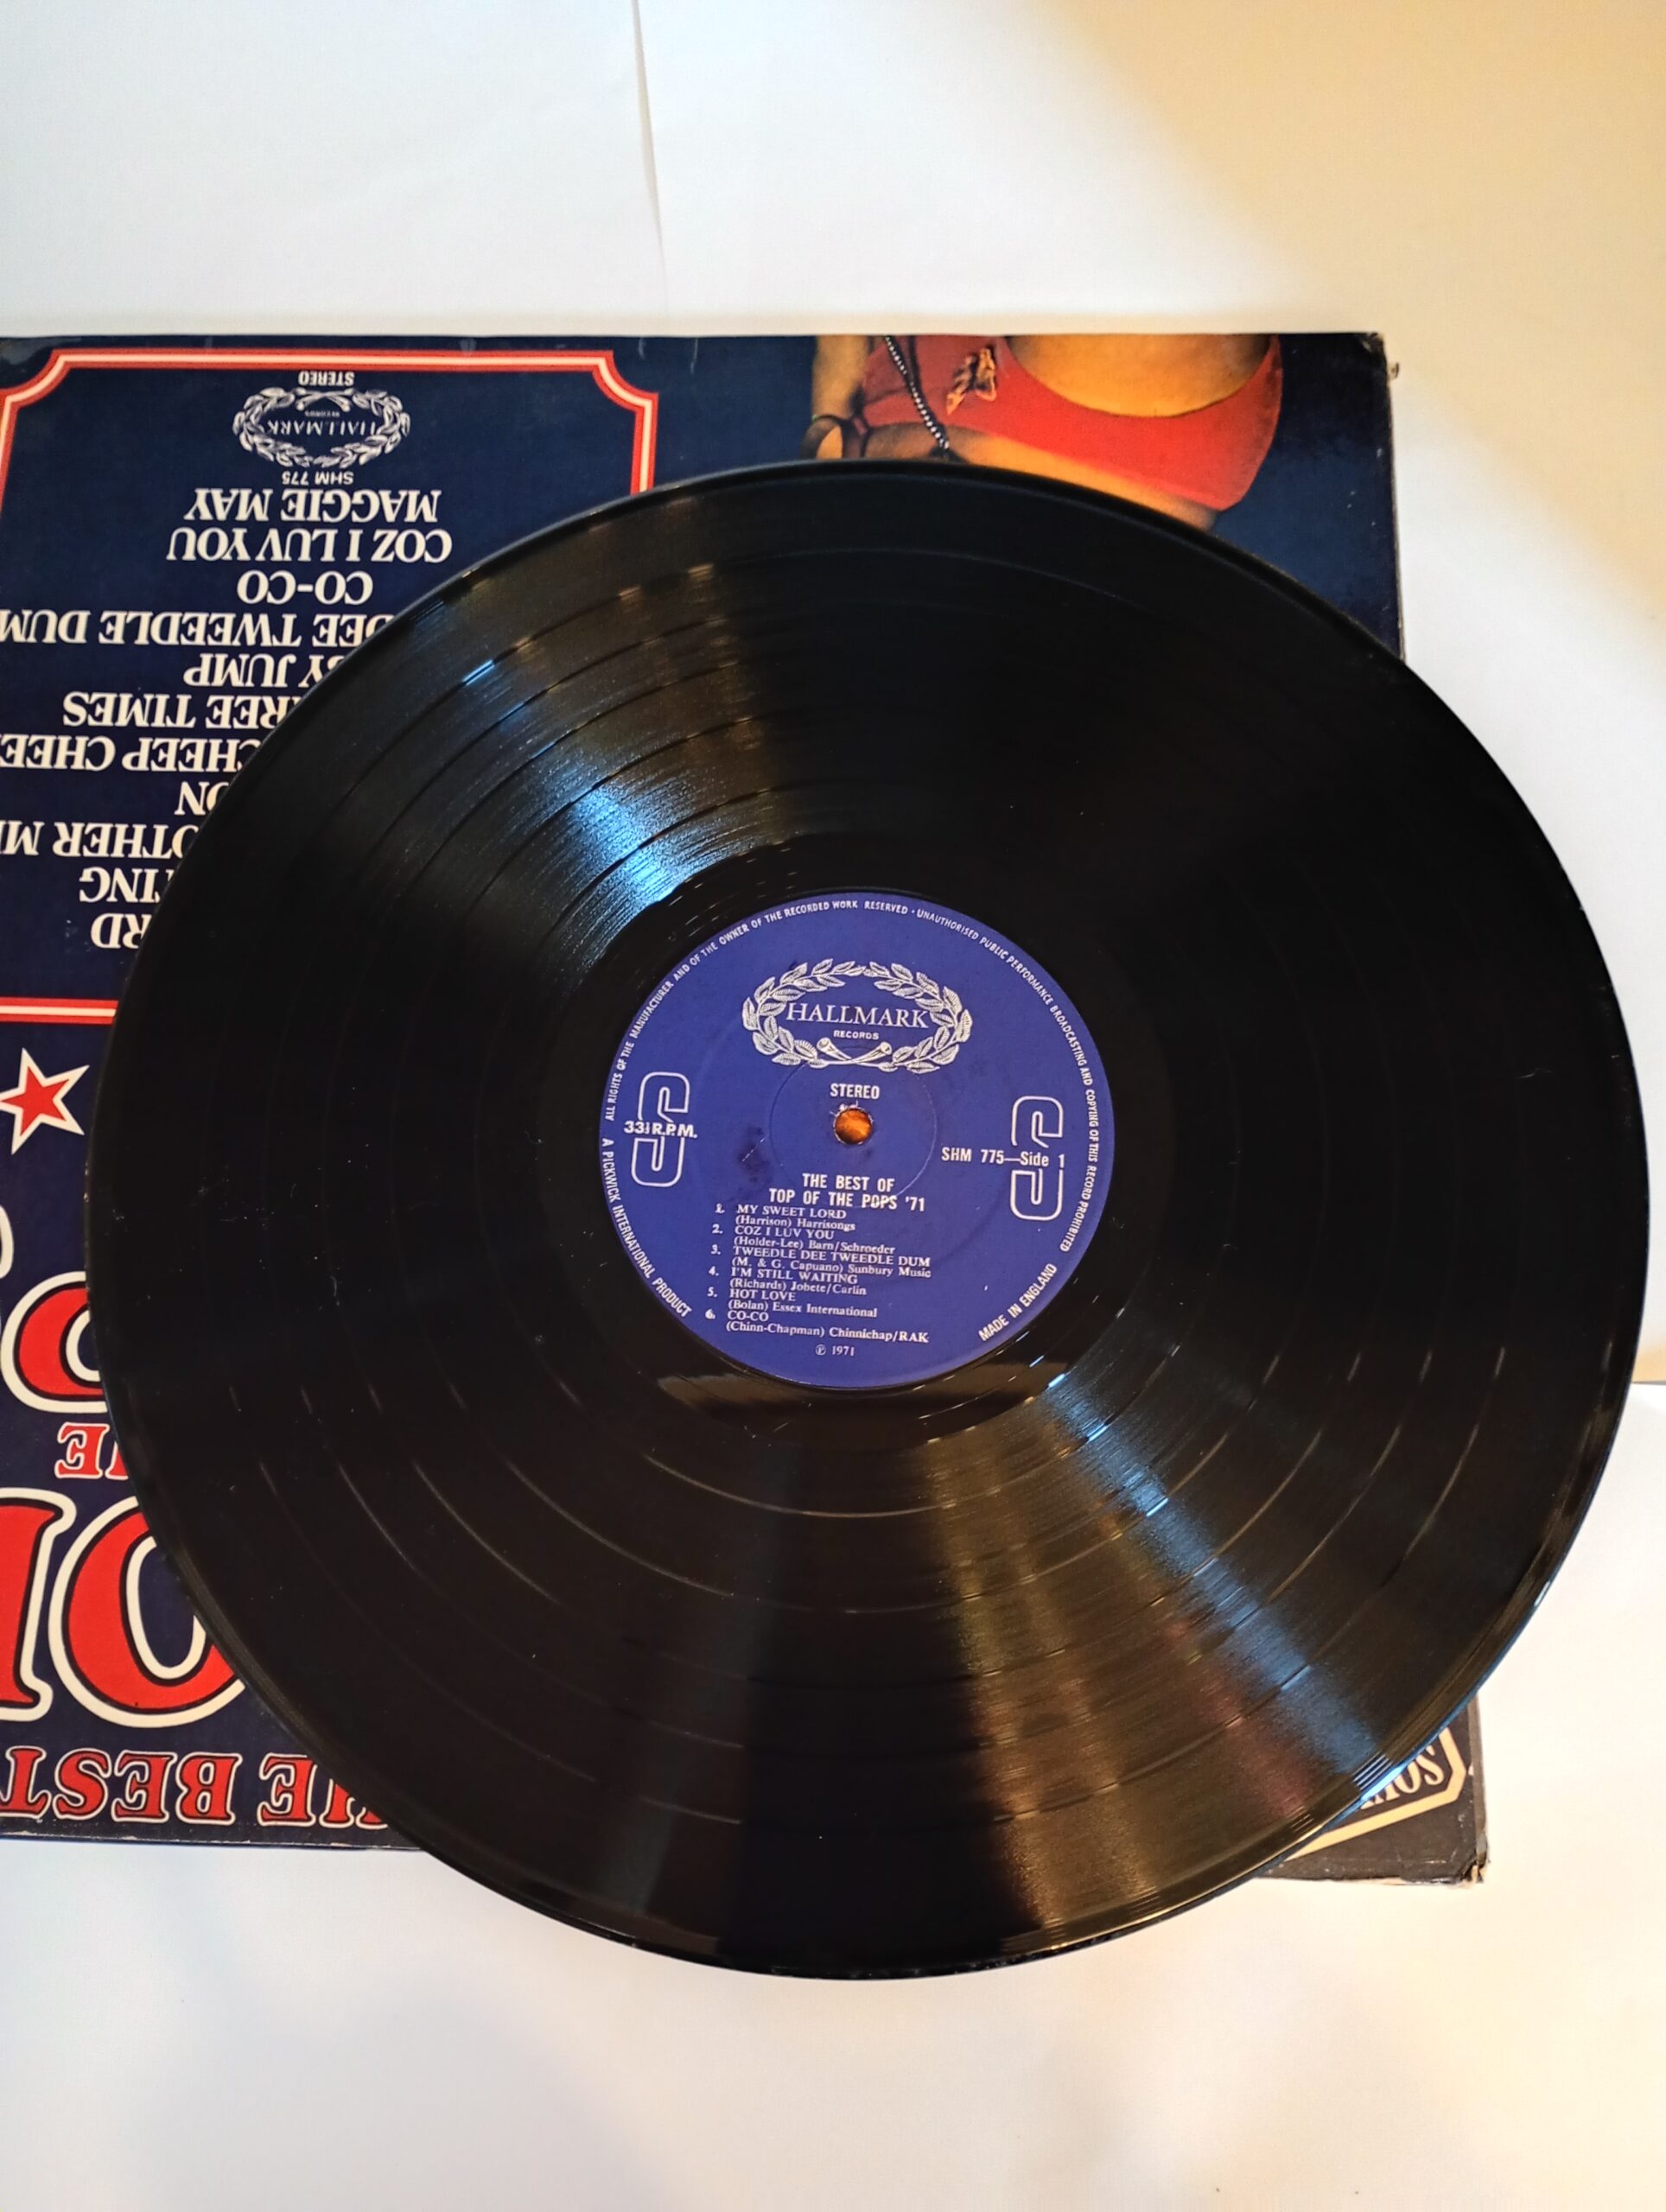 STEREO
HALLMARK
RECORDS
SHM 775
MAGGIE MAY
COZ I LUV YOU
CO-CO
DEE TWEEDLE DUM
JUMP
TIMES
CHEEP
BEST
ALL RIGHTS OF THE MANUFACTURER AND OF THE OWNER OF THE RECORDED WORK RESERVED · UNAUTHORISED PUBLIC PERFORMANCE BROADCASTING AND COPYING OF THIS RECORD PROHIBITED
HALLMARK
RECORDS
STEREO
33⅓ R.P.M.
S
SHM 775—Side 1
S
THE BEST OF
TOP OF THE POPS '71
1. MY SWEET LORD
(Harrison) Harrisongs
2. COZ I LUV YOU
(Holder-Lee) Barn/Schroeder
3. TWEEDLE DEE TWEEDLE DUM
(M. & G. Capuano) Sunbury Music
4. I'M STILL WAITING
(Richards) Jobete/Carlin
5. HOT LOVE
(Bolan) Essex International
6. CO-CO
(Chinn-Chapman) Chinnichap/RAK
℗ 1971
A PICKWICK INTERNATIONAL PRODUCT
MADE IN ENGLAND